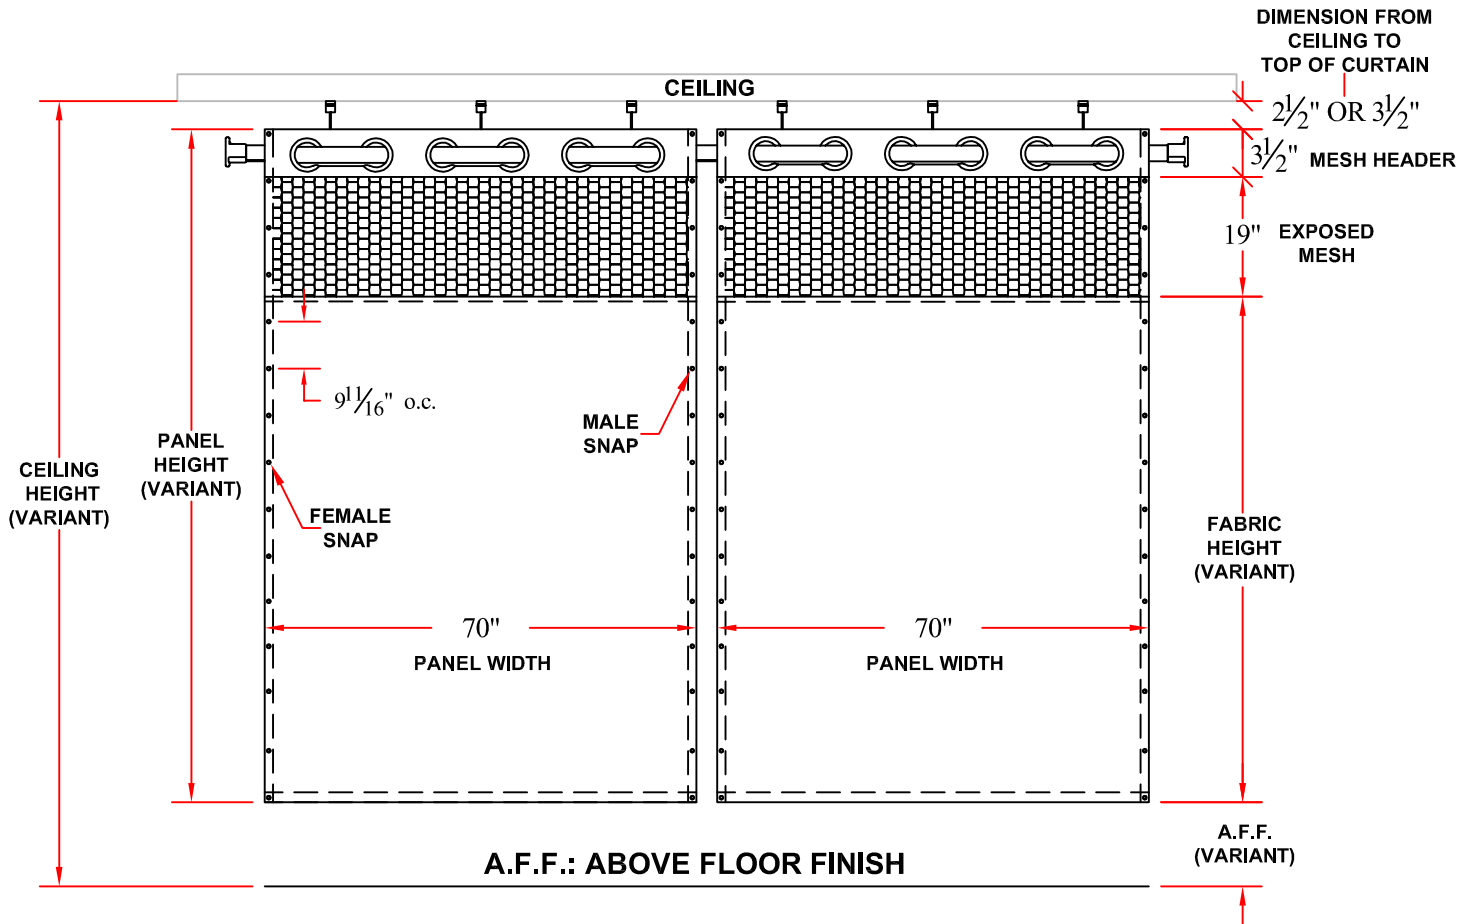 DIMENSION FROM
CEILING TO
TOP OF CURTAIN
CEILING
2½" OR 3½"
3½" MESH HEADER
19" EXPOSED
MESH
9 11/16" o.c.
MALE
SNAP
PANEL
HEIGHT
(VARIANT)
CEILING
HEIGHT
(VARIANT)
FEMALE
SNAP
FABRIC
HEIGHT
(VARIANT)
70"
PANEL WIDTH
70"
PANEL WIDTH
A.F.F.
(VARIANT)
A.F.F.: ABOVE FLOOR FINISH